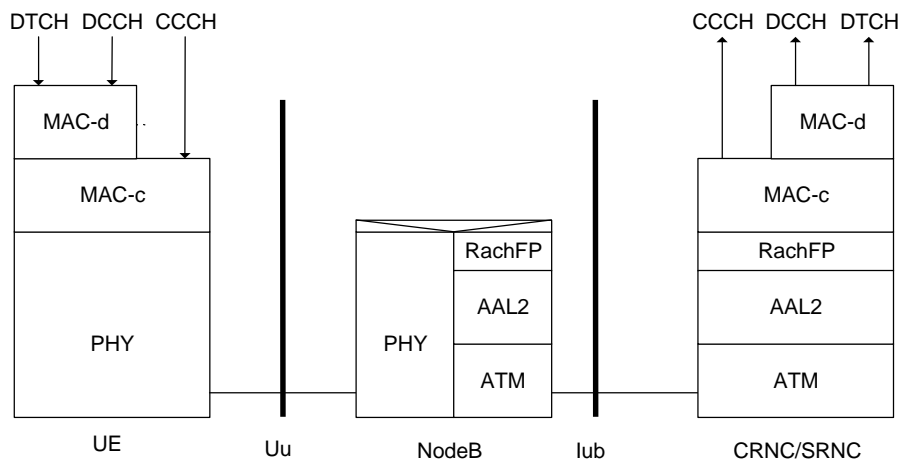 DTCH DCCH CCCH
CCCH DCCH DTCH
MAC-d
MAC-d
MAC-c
MAC-c
RachFP
RachFP
AAL2
AAL2
PHY
PHY
ATM
ATM
UE
Uu
NodeB
Iub
CRNC/SRNC